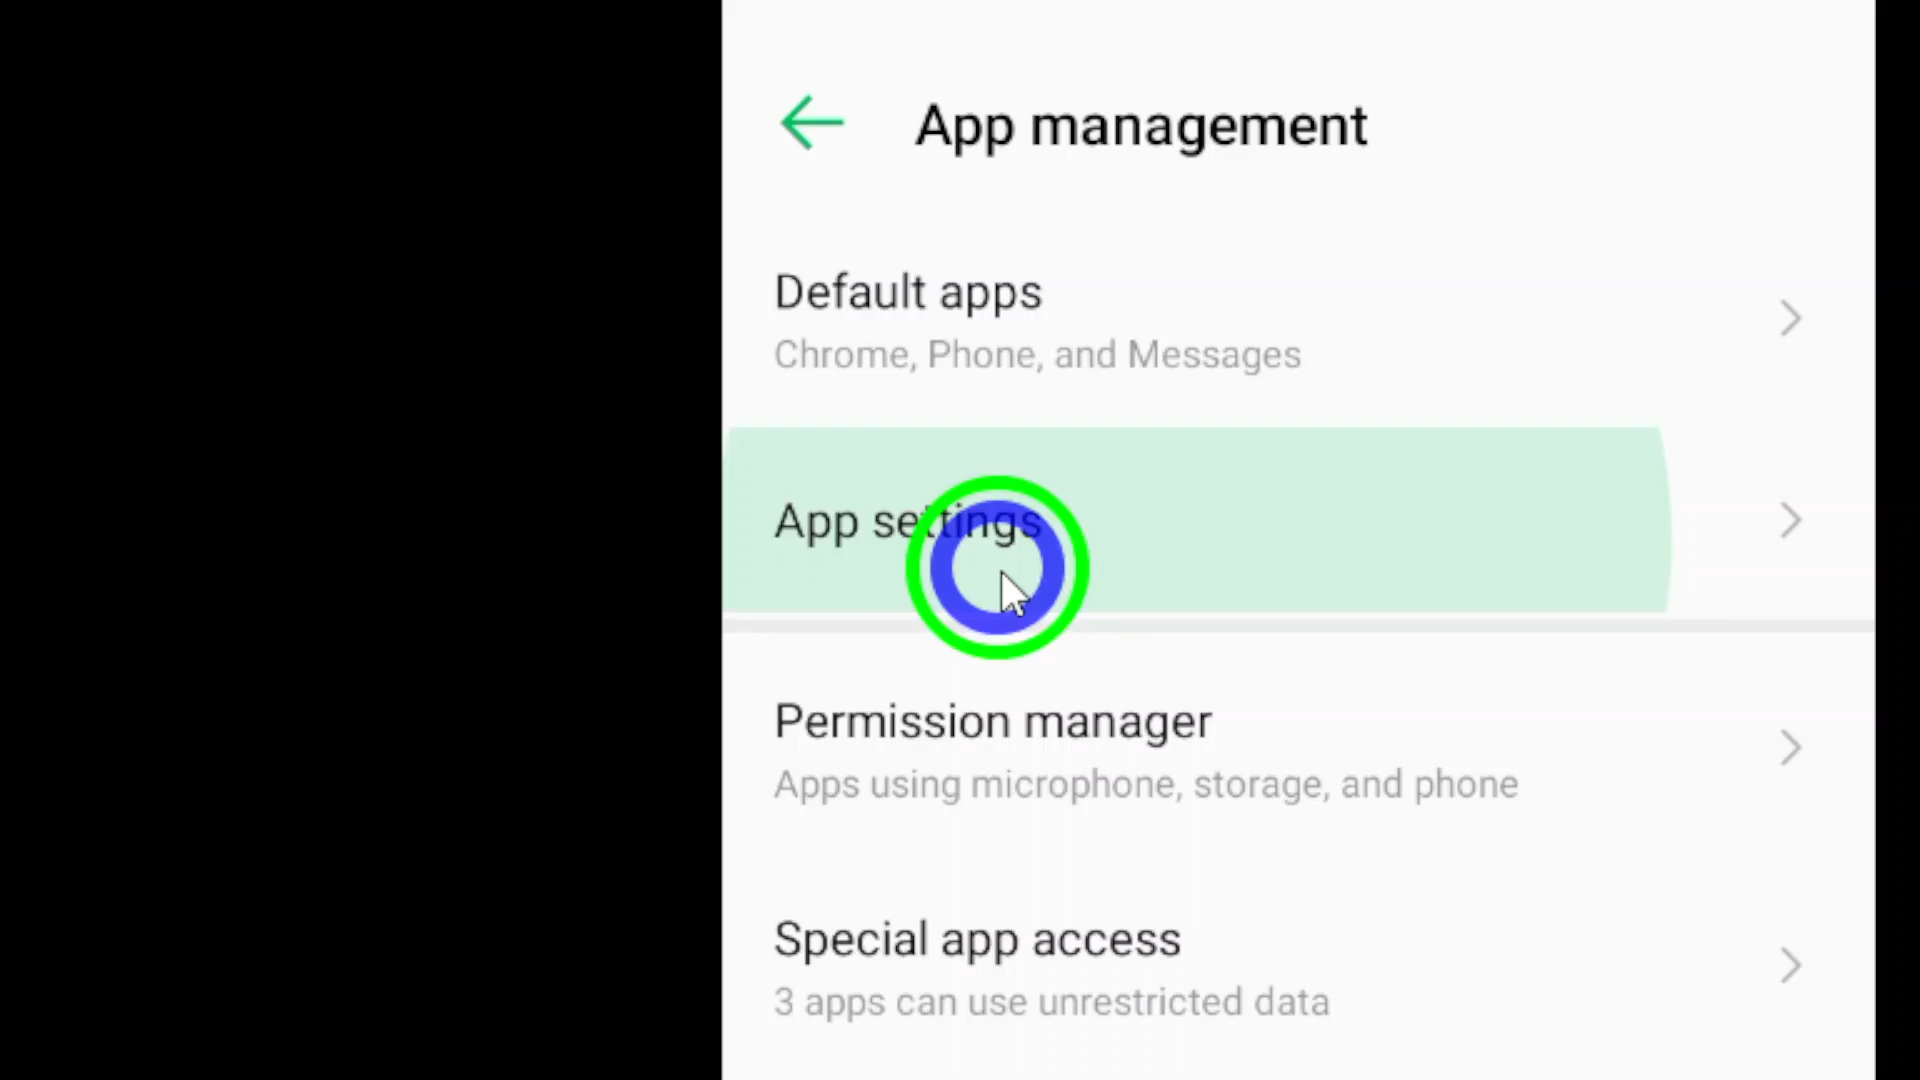 App management
Default apps
Chrome, Phone, and Messages
App settings
Permission manager
Apps using microphone, storage, and phone
Special app access
3 apps can use unrestricted data